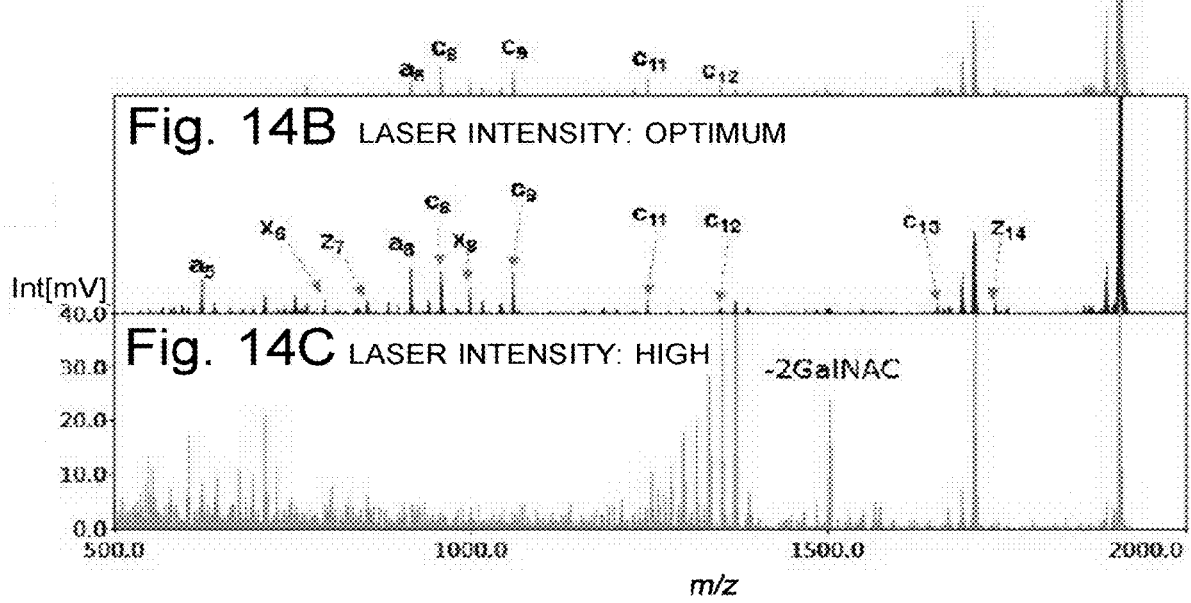 a₈ c₈ c₉ c₁₁ c₁₂
Fig. 14B LASER INTENSITY: OPTIMUM
a₅ x₆ z₇ a₈ c₈ x₈ c₉ c₁₁ c₁₂ c₁₃ z₁₄
Int[mV]
40.0
Fig. 14C LASER INTENSITY: HIGH
30.0
-2GalNAC
20.0
10.0
0.0
500.0 1000.0 1500.0 2000.0
m/z